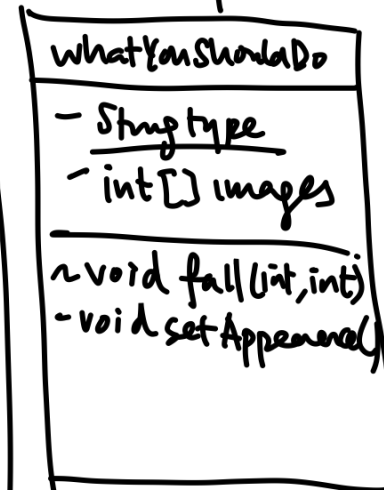 whatYouShouldDo
- String type
- int[] images
~ void fall(int, int)
- void setAppearance()